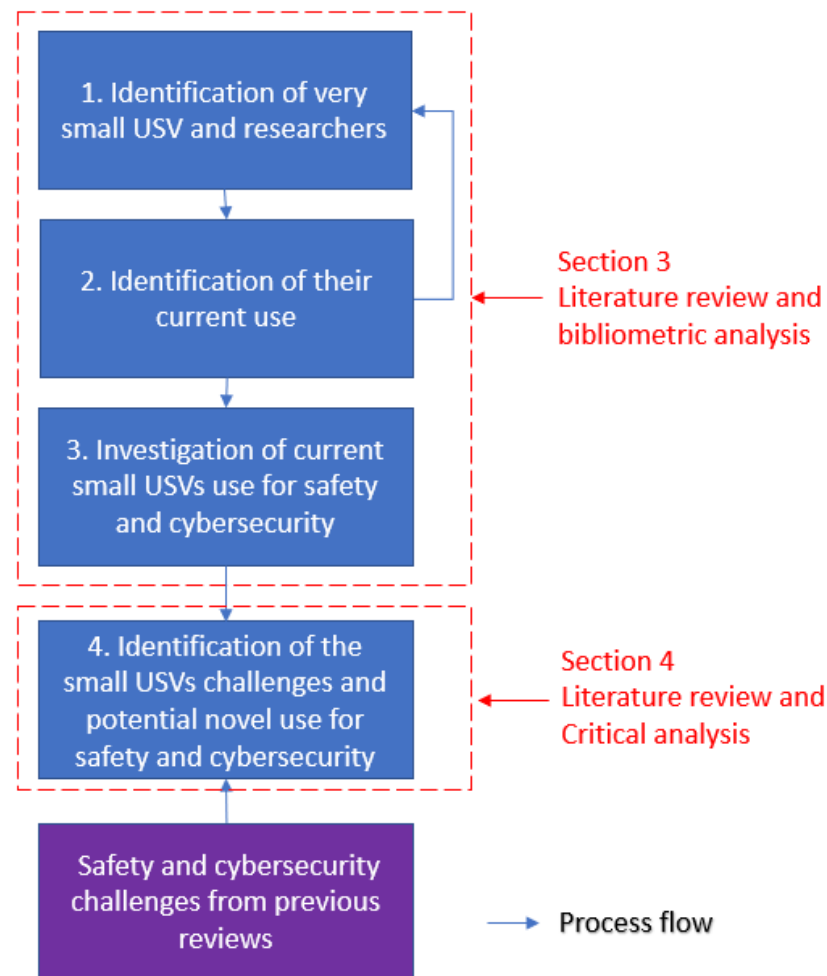 1. Identification of very
small USV and researchers
2. Identification of their
current use
3. Investigation of current
small USVs use for safety
and cybersecurity
Section 3
Literature review and
bibliometric analysis
4. Identification of the
small USVs challenges and
potential novel use for
safety and cybersecurity
Section 4
Literature review and
Critical analysis
Safety and cybersecurity
challenges from previous
reviews
Process flow